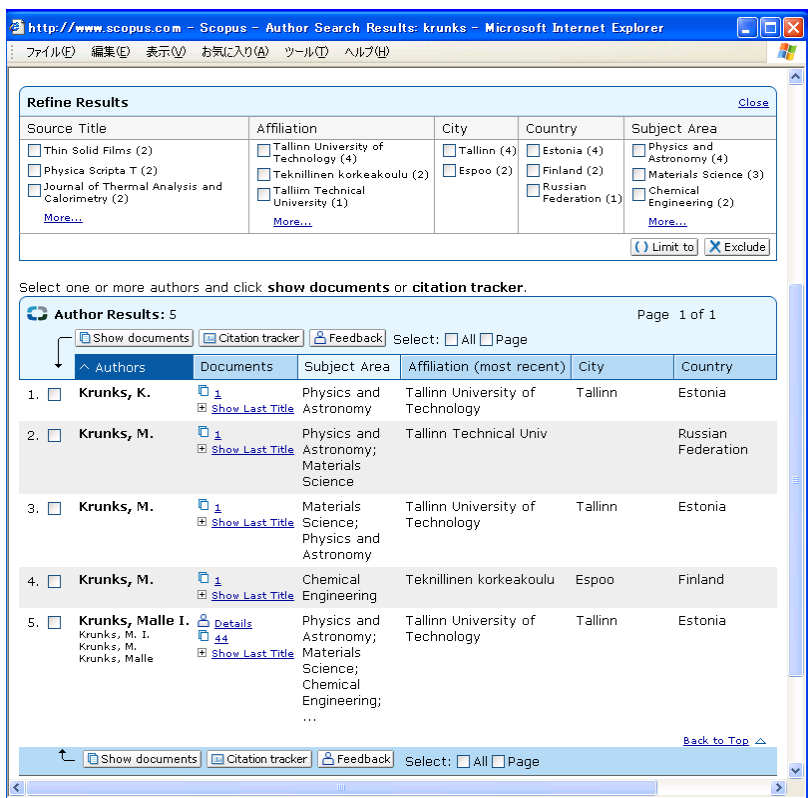 http://www.scopus.com - Scopus - Author Search Results: krunks - Microsoft Internet Explorer
ファイル(F) 編集(E) 表示(V) お気に入り(A) ツール(T) ヘルプ(H)
Refine Results Close
Source Title Affiliation City Country Subject Area
Thin Solid Films (2)
Physica Scripta T (2)
Journal of Thermal Analysis and
Calorimetry (2)
More...
Tallinn University of
Technology (4)
Teknillinen korkeakoulu (2)
Talliim Technical
University (1)
More...
Tallinn (4)
Espoo (2)
Estonia (4)
Finland (2)
Russian
Federation (1)
Physics and
Astronomy (4)
Materials Science (3)
Chemical
Engineering (2)
More...
Limit to Exclude
Select one or more authors and click show documents or citation tracker.
Author Results: 5 Page 1 of 1
Show documents Citation tracker Feedback Select: All Page
Authors Documents Subject Area Affiliation (most recent) City Country
1. Krunks, K. 1 Physics and Tallinn University of Tallinn Estonia
Show Last Title Astronomy Technology
2. Krunks, M. 1 Physics and Tallinn Technical Univ Russian
Show Last Title Astronomy; Federation
Materials
Science
3. Krunks, M. 1 Materials Tallinn University of Tallinn Estonia
Show Last Title Science; Technology
Physics and
Astronomy
4. Krunks, M. 1 Chemical Teknillinen korkeakoulu Espoo Finland
Show Last Title Engineering
5. Krunks, Malle I. Details Physics and Tallinn University of Tallinn Estonia
Krunks, M. I. 44 Astronomy; Technology
Krunks, M. Show Last Title Materials
Krunks, Malle Science;
Chemical
Engineering;
...
Back to Top
Show documents Citation tracker Feedback Select: All Page